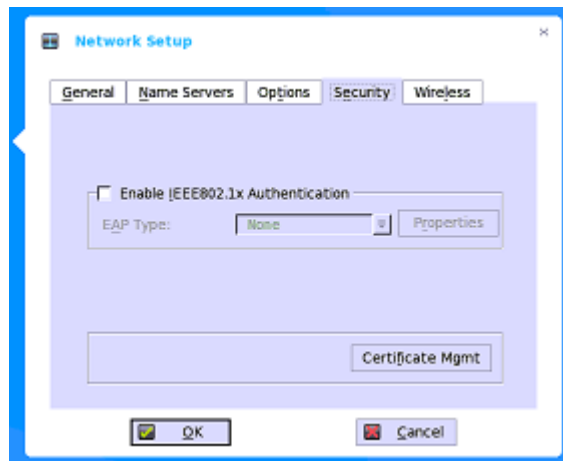 Network Setup
General Name Servers Options Security Wireless
Enable IEEE802.1x Authentication
EAP Type: None Properties
Certificate Mgmt
OK Cancel